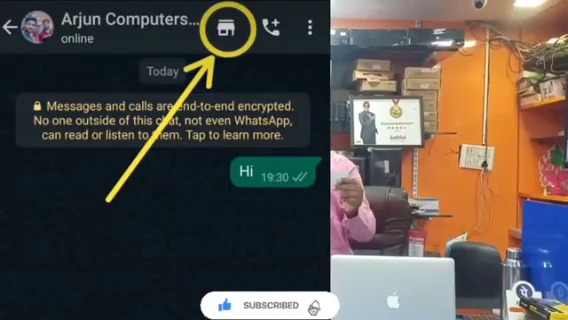 Arjun Computers...
online
Today
Messages and calls are end-to-end encrypted.
No one outside of this chat, not even WhatsApp,
can read or listen to them. Tap to learn more.
Hi
19:30
SUBSCRIBED